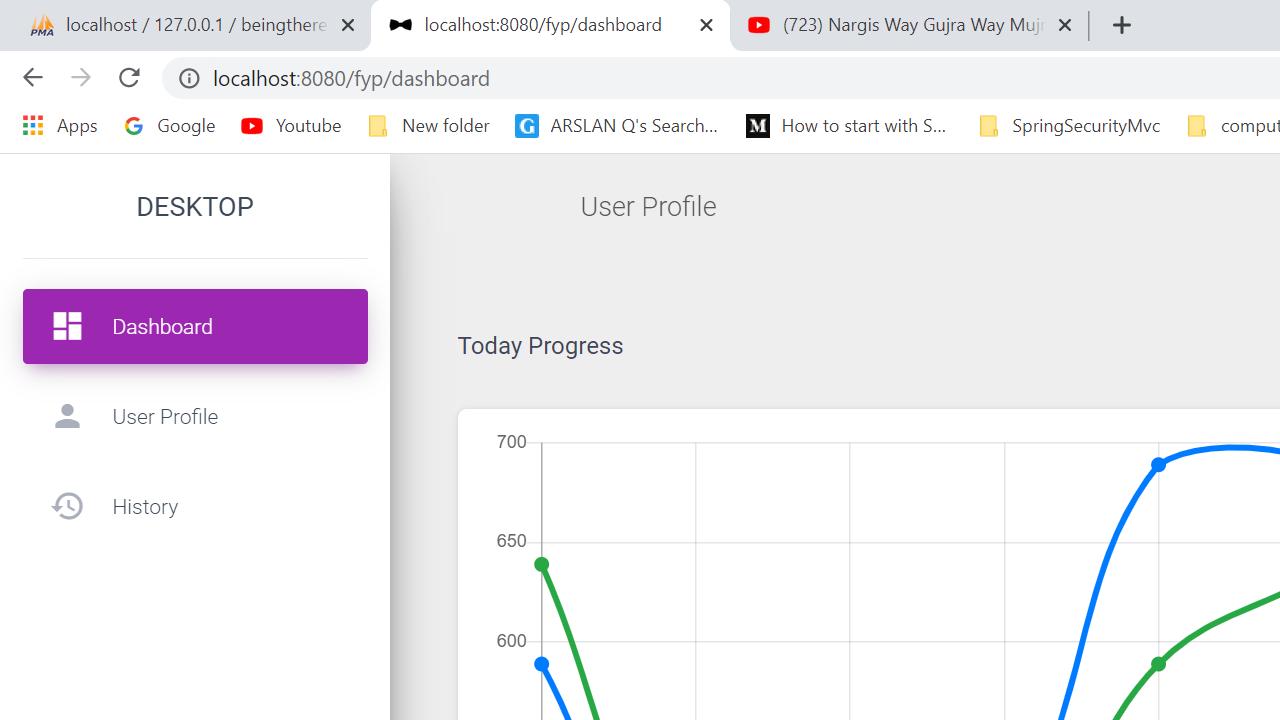 PMA localhost / 127.0.0.1 / beingthere
localhost:8080/fyp/dashboard
(723) Nargis Way Gujra Way Muj
localhost:8080/fyp/dashboard
Apps
Google
Youtube
New folder
G ARSLAN Q's Search...
M How to start with S...
SpringSecurityMvc
comput
DESKTOP
User Profile
Dashboard
User Profile
History
Today Progress
700
650
600